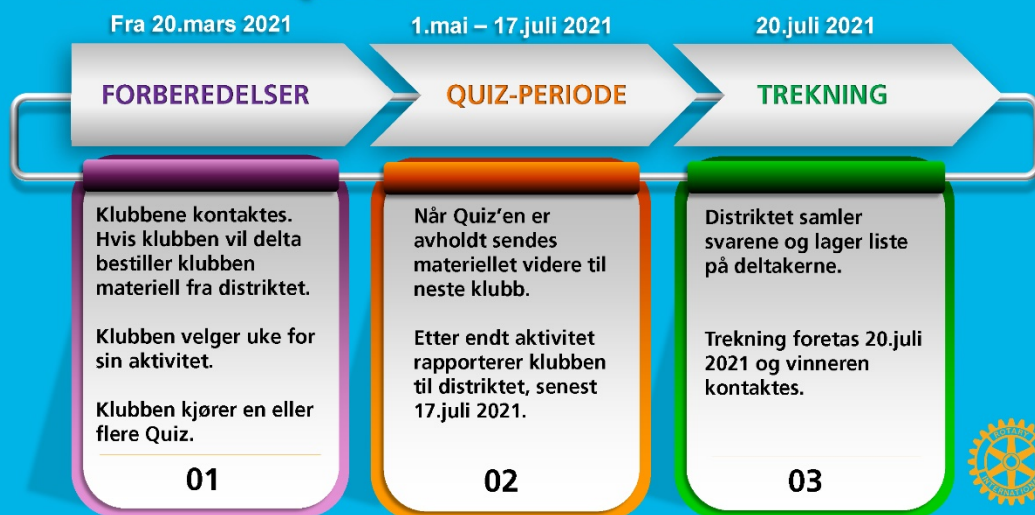 Fra 20.mars 2021
1.mai – 17.juli 2021
20.juli 2021
FORBEREDELSER
QUIZ-PERIODE
TREKNING
Klubbene kontaktes.
Hvis klubben vil delta
bestiller klubben
materiell fra distriktet.
Klubben velger uke for
sin aktivitet.
Klubben kjører en eller
flere Quiz.
01
Når Quiz’en er
avholdt sendes
materiellet videre til
neste klubb.
Etter endt aktivitet
rapporterer klubben
til distriktet, senest
17.juli 2021.
02
Distriktet samler
svarene og lager liste
på deltakerne.
Trekning foretas 20.juli
2021 og vinneren
kontaktes.
03
ROTARY
INTERNATIONAL